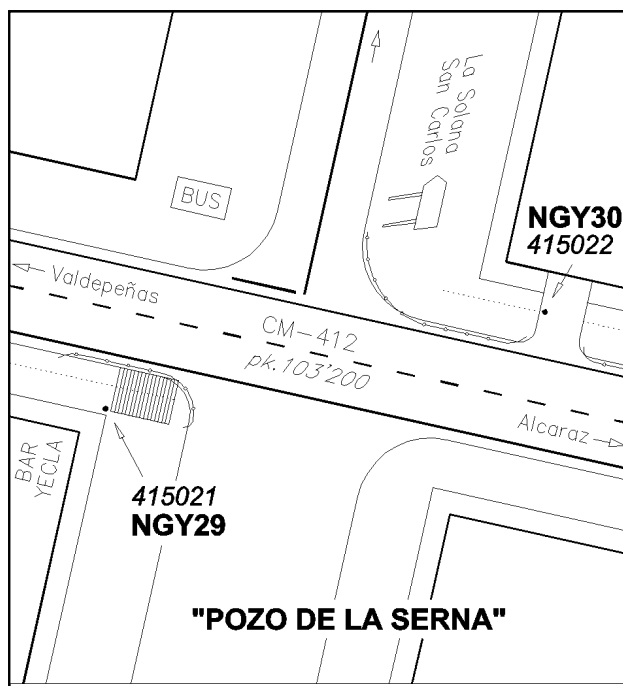 La Solana
San Carlos
BUS
NGY30
415022
Valdepeñas
CM-412
pk.103'200
Alcaraz
BAR
YECLA
415021
NGY29
"POZO DE LA SERNA"